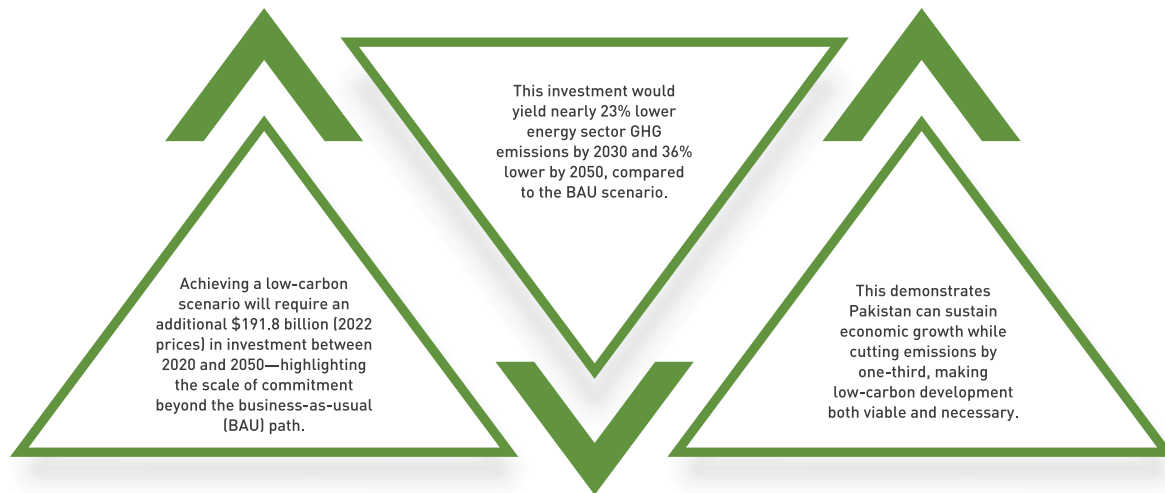 Achieving a low-carbon
scenario will require an
additional $191.8 billion (2022
prices) in investment between
2020 and 2050—highlighting
the scale of commitment
beyond the business-as-usual
(BAU) path.
This investment would
yield nearly 23% lower
energy sector GHG
emissions by 2030 and 36%
lower by 2050, compared
to the BAU scenario.
This demonstrates
Pakistan can sustain
economic growth while
cutting emissions by
one-third, making
low-carbon development
both viable and necessary.